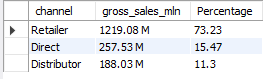 channel gross_sales_mln Percentage
Retailer 1219.08 M 73.23
Direct 257.53 M 15.47
Distributor 188.03 M 11.3